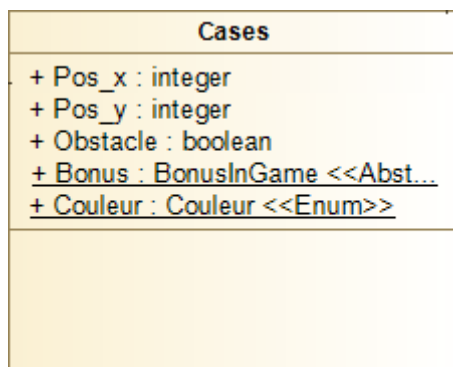 Cases
+ Pos_x : integer
+ Pos_y : integer
+ Obstacle : boolean
+ Bonus : BonusInGame <<Abst...
+ Couleur : Couleur <<Enum>>